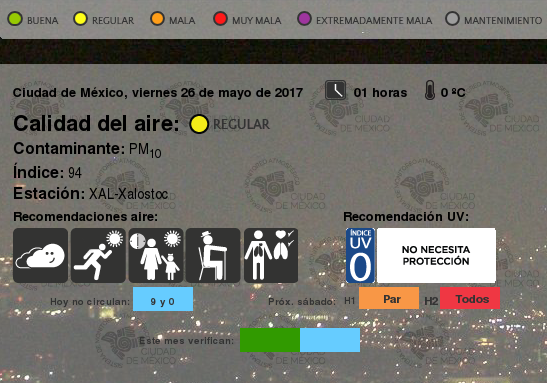 BUENA REGULAR MALA MUY MALA EXTREMADAMENTE MALA MANTENIMIENTO
Ciudad de México, viernes 26 de mayo de 2017 01 horas 0 ºC
Calidad del aire: REGULAR
Contaminante: PM10
Índice: 94
Estación: XAL-Xalostoc
Recomendaciones aire: Recomendación UV:
ÍNDICE
UV
0
NO NECESITA
PROTECCIÓN
Hoy no circulan: 9 y 0 Próx. sábado: H1 Par H2 Todos
Este mes verifican:
CIUDAD
DE MÉXICO